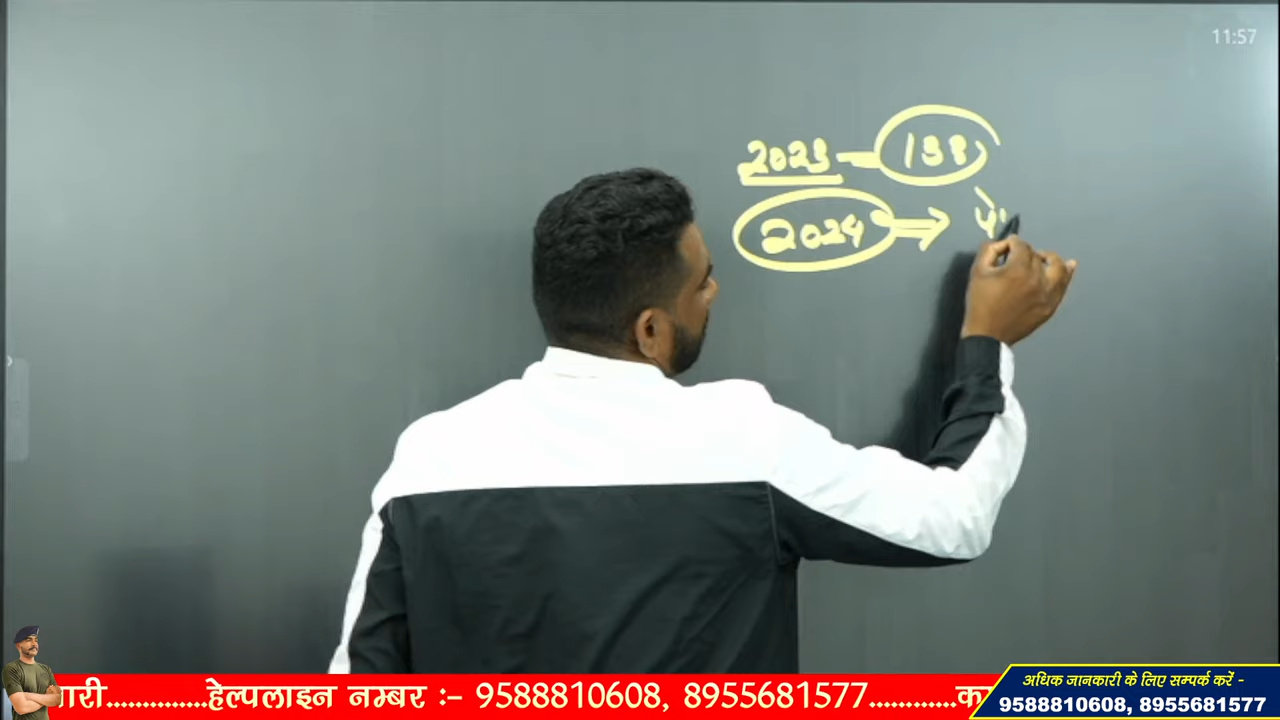 11:57
2023 - 138
2024 →
ारी..............हेल्पलाइन नम्बर :- 9588810608, 8955681577............क
अधिक जानकारी के लिए सम्पर्क करें -
9588810608, 8955681577